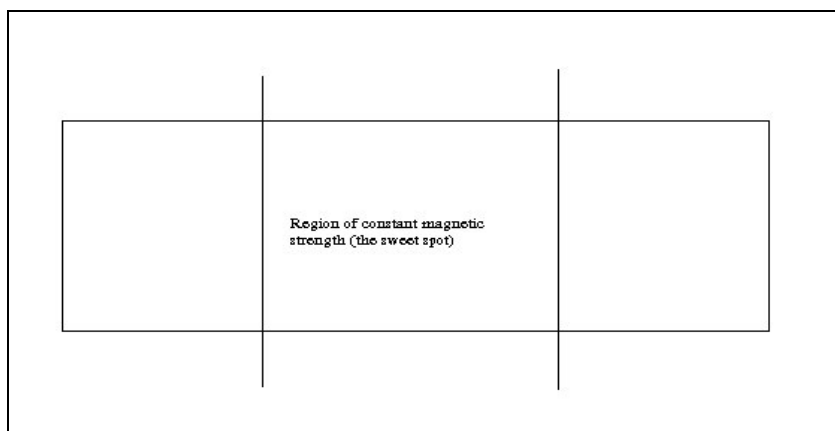 Region of constant magnetic
strength (the sweet spot)